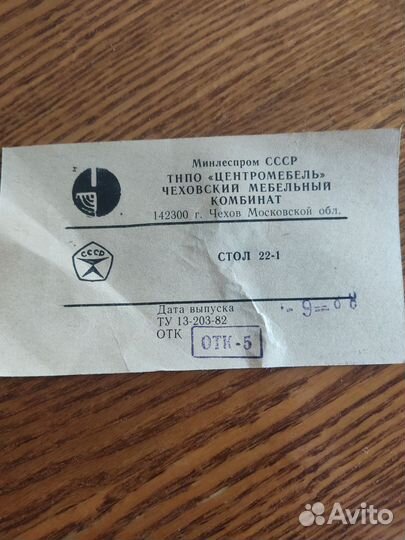 Минлеспром СССР
ТНПО «ЦЕНТРОМЕБЕЛЬ»
ЧЕХОВСКИЙ МЕБЕЛЬНЫЙ
КОМБИНАТ
142300 г. Чехов Московской обл.
СССР
СТОЛ 22-1
Дата выпуска
ТУ 13-203-82
ОТК
ОТК-5
Avito